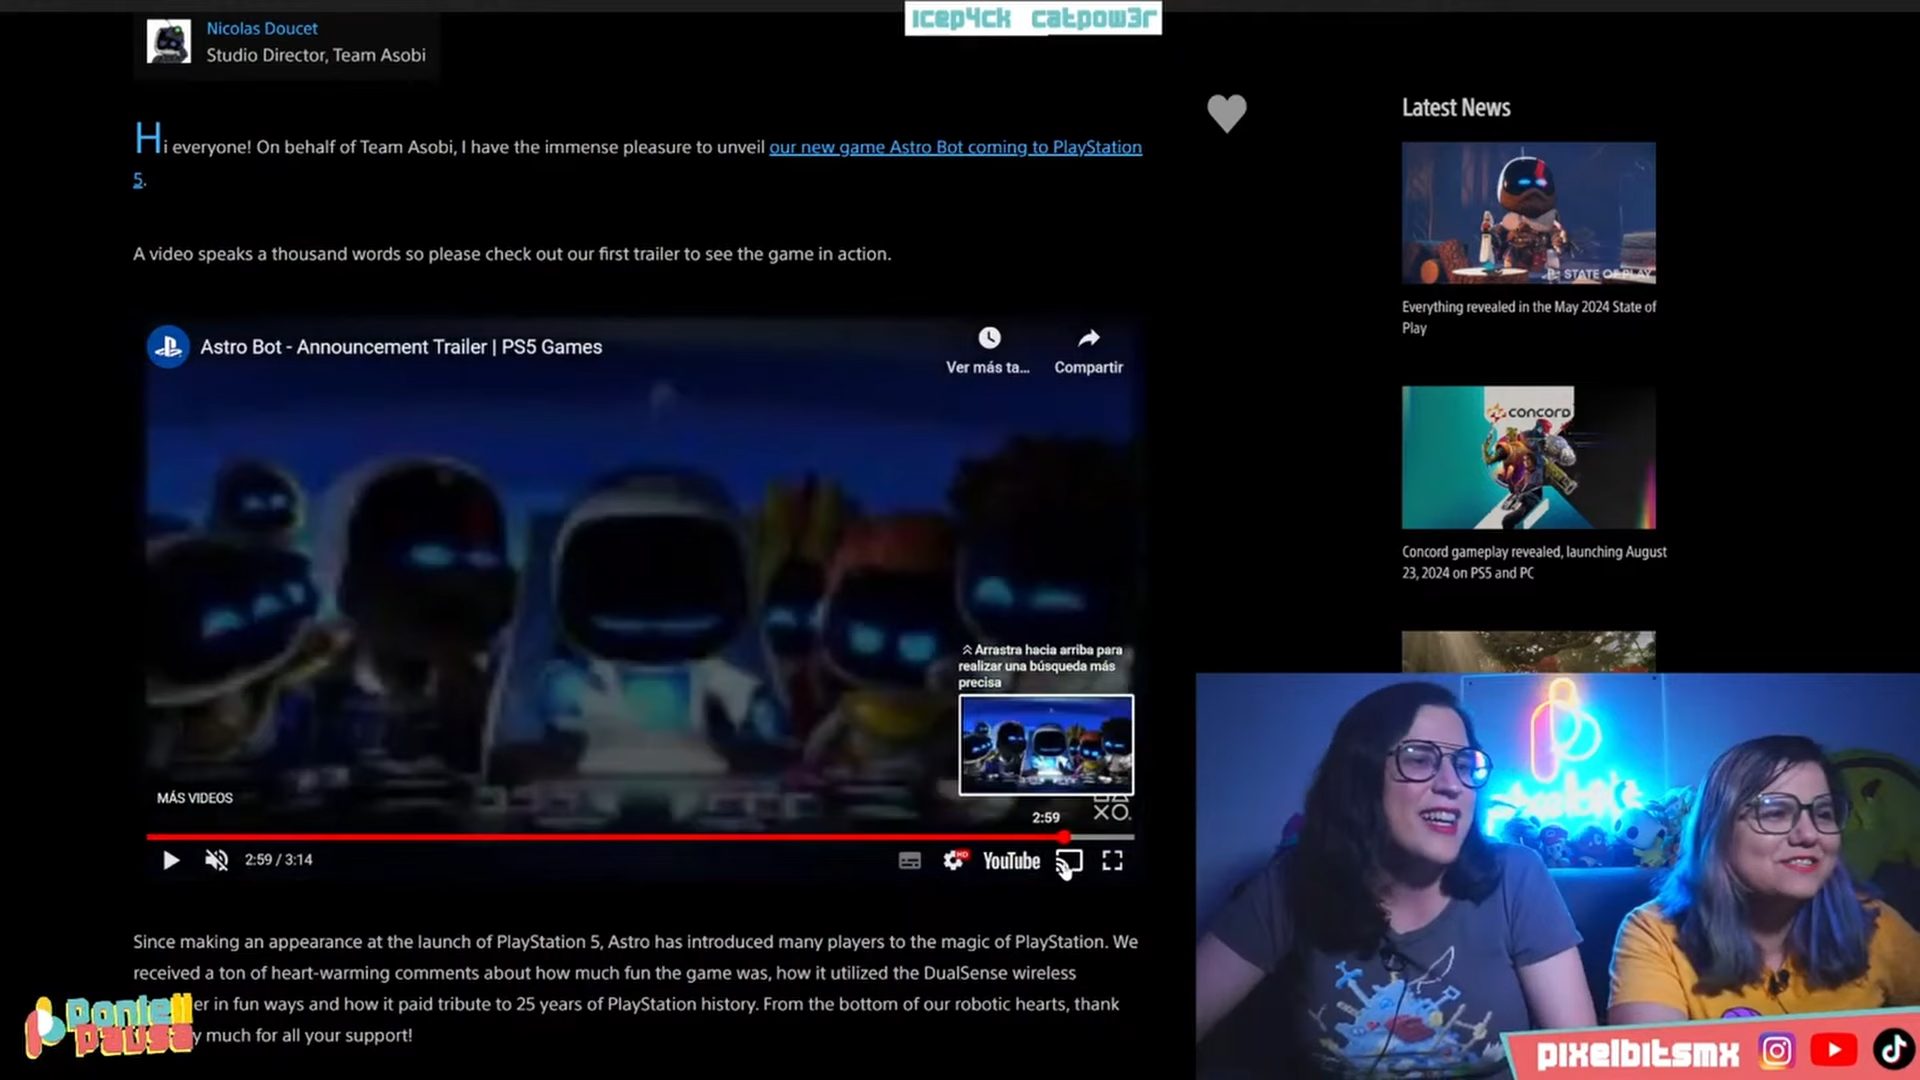 icep4ck catpow3r
Nicolas Doucet
Studio Director, Team Asobi
Hi everyone! On behalf of Team Asobi, I have the immense pleasure to unveil our new game Astro Bot coming to PlayStation
5.
A video speaks a thousand words so please check out our first trailer to see the game in action.
Astro Bot - Announcement Trailer | PS5 Games
Ver más ta...
Compartir
Arrastra hacia arriba para
realizar una búsqueda más
precisa
MÁS VIDEOS
2:59
2:59 / 3:14
HD
YouTube
Since making an appearance at the launch of PlayStation 5, Astro has introduced many players to the magic of PlayStation. We
received a ton of heart-warming comments about how much fun the game was, how it utilized the DualSense wireless
er in fun ways and how it paid tribute to 25 years of PlayStation history. From the bottom of our robotic hearts, thank
y much for all your support!
Latest News
STATE OF PLAY
Everything revealed in the May 2024 State of
Play
CONCORD
Concord gameplay revealed, launching August
23, 2024 on PS5 and PC
Ponle
Pausa
pixelbitsmx